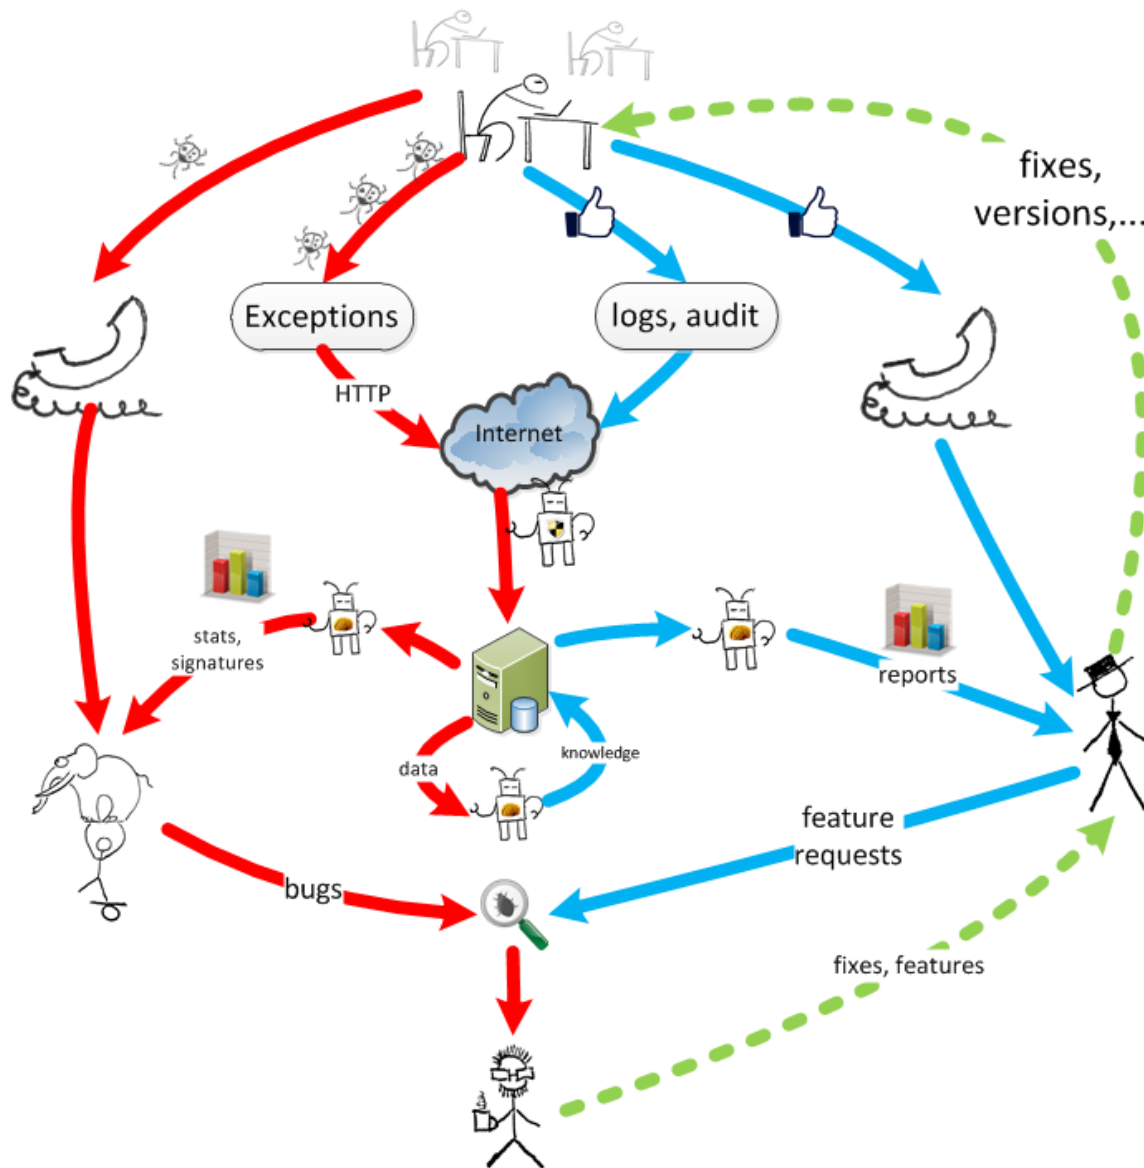 fixes,
versions,...
Exceptions
logs, audit
HTTP
Internet
stats,
signatures
reports
knowledge
data
feature
requests
bugs
fixes, features